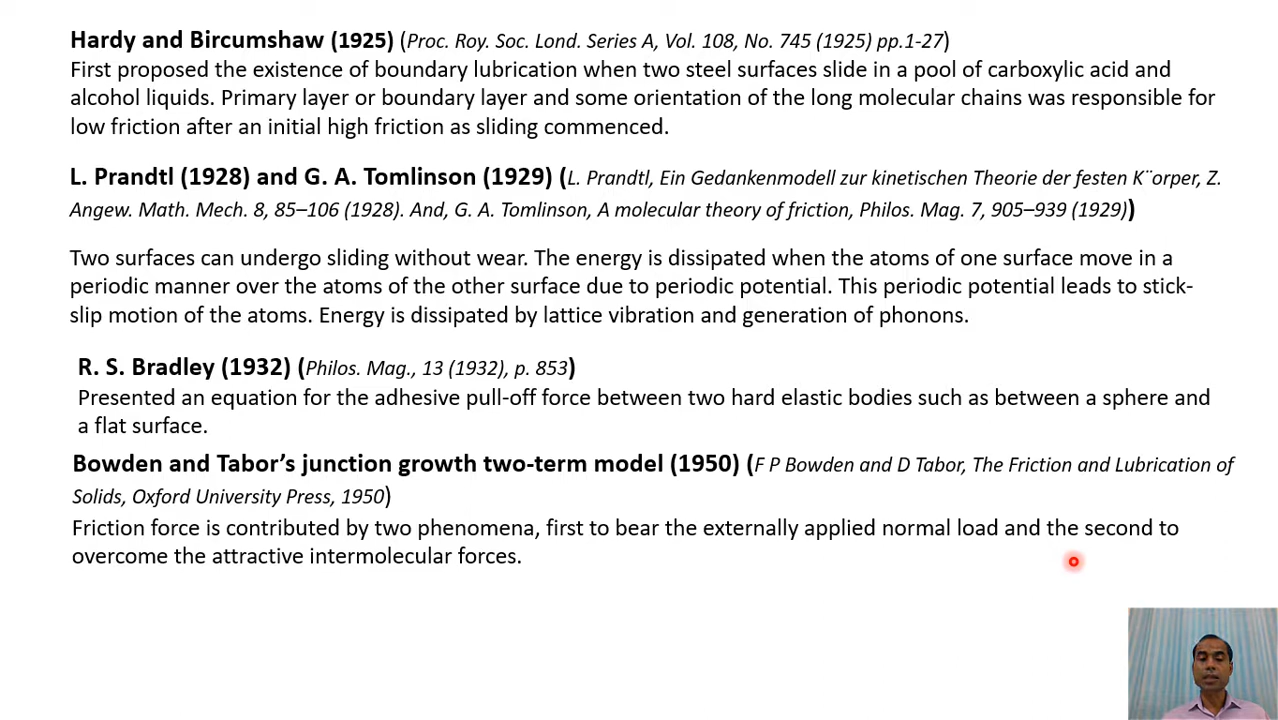 Hardy and Bircumshaw (1925) (Proc. Roy. Soc. Lond. Series A, Vol. 108, No. 745 (1925) pp.1-27)
First proposed the existence of boundary lubrication when two steel surfaces slide in a pool of carboxylic acid and
alcohol liquids. Primary layer or boundary layer and some orientation of the long molecular chains was responsible for
low friction after an initial high friction as sliding commenced.
L. Prandtl (1928) and G. A. Tomlinson (1929) (L. Prandtl, Ein Gedankenmodell zur kinetischen Theorie der festen K¨orper, Z.
Angew. Math. Mech. 8, 85–106 (1928). And, G. A. Tomlinson, A molecular theory of friction, Philos. Mag. 7, 905–939 (1929))
Two surfaces can undergo sliding without wear. The energy is dissipated when the atoms of one surface move in a
periodic manner over the atoms of the other surface due to periodic potential. This periodic potential leads to stick-
slip motion of the atoms. Energy is dissipated by lattice vibration and generation of phonons.
R. S. Bradley (1932) (Philos. Mag., 13 (1932), p. 853)
Presented an equation for the adhesive pull-off force between two hard elastic bodies such as between a sphere and
a flat surface.
Bowden and Tabor’s junction growth two-term model (1950) (F P Bowden and D Tabor, The Friction and Lubrication of
Solids, Oxford University Press, 1950)
Friction force is contributed by two phenomena, first to bear the externally applied normal load and the second to
overcome the attractive intermolecular forces.